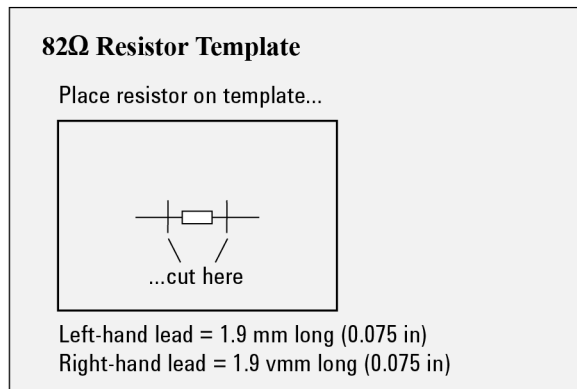 82Ω Resistor Template
Place resistor on template...
...cut here
Left-hand lead = 1.9 mm long (0.075 in)
Right-hand lead = 1.9 vmm long (0.075 in)